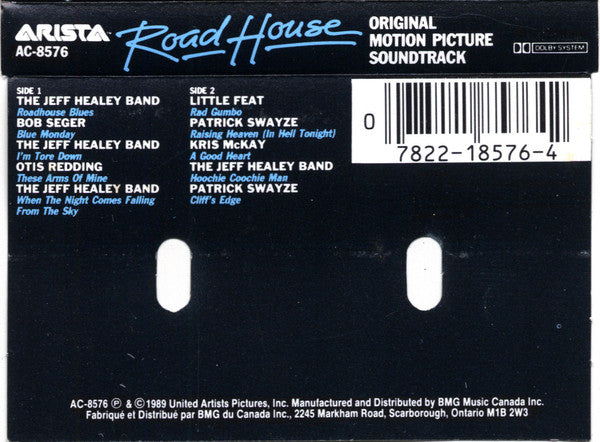 ARISTA
AC-8576
Road House
ORIGINAL
MOTION PICTURE
SOUNDTRACK
DOLBY SYSTEM
SIDE 1
THE JEFF HEALEY BAND
Roadhouse Blues
BOB SEGER
Blue Monday
THE JEFF HEALEY BAND
I'm Tore Down
OTIS REDDING
These Arms Of Mine
THE JEFF HEALEY BAND
When The Night Comes Falling
From The Sky
SIDE 2
LITTLE FEAT
Rad Gumbo
PATRICK SWAYZE
Raising Heaven (In Hell Tonight)
KRIS McKAY
A Good Heart
THE JEFF HEALEY BAND
Hoochie Coochie Man
PATRICK SWAYZE
Cliff's Edge
0
7822-18576-4
AC-8576 ℗ & ©1989 United Artists Pictures, Inc. Manufactured and Distributed by BMG Music Canada Inc.
Fabriqué et Distribué par BMG du Canada Inc., 2245 Markham Road, Scarborough, Ontario M1B 2W3